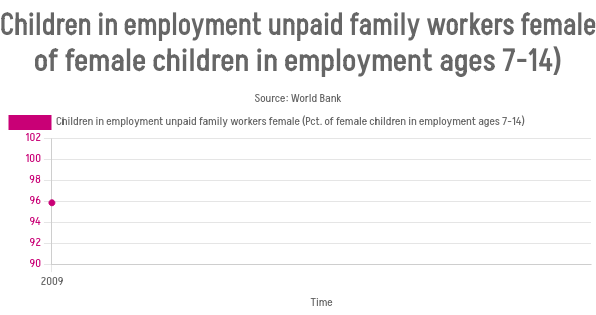 Children in employment unpaid family workers female
of female children in employment ages 7-14)
Source: World Bank
Children in employment unpaid family workers female (Pct. of female children in employment ages 7-14)
102
100
98
96
94
92
90
2009
Time